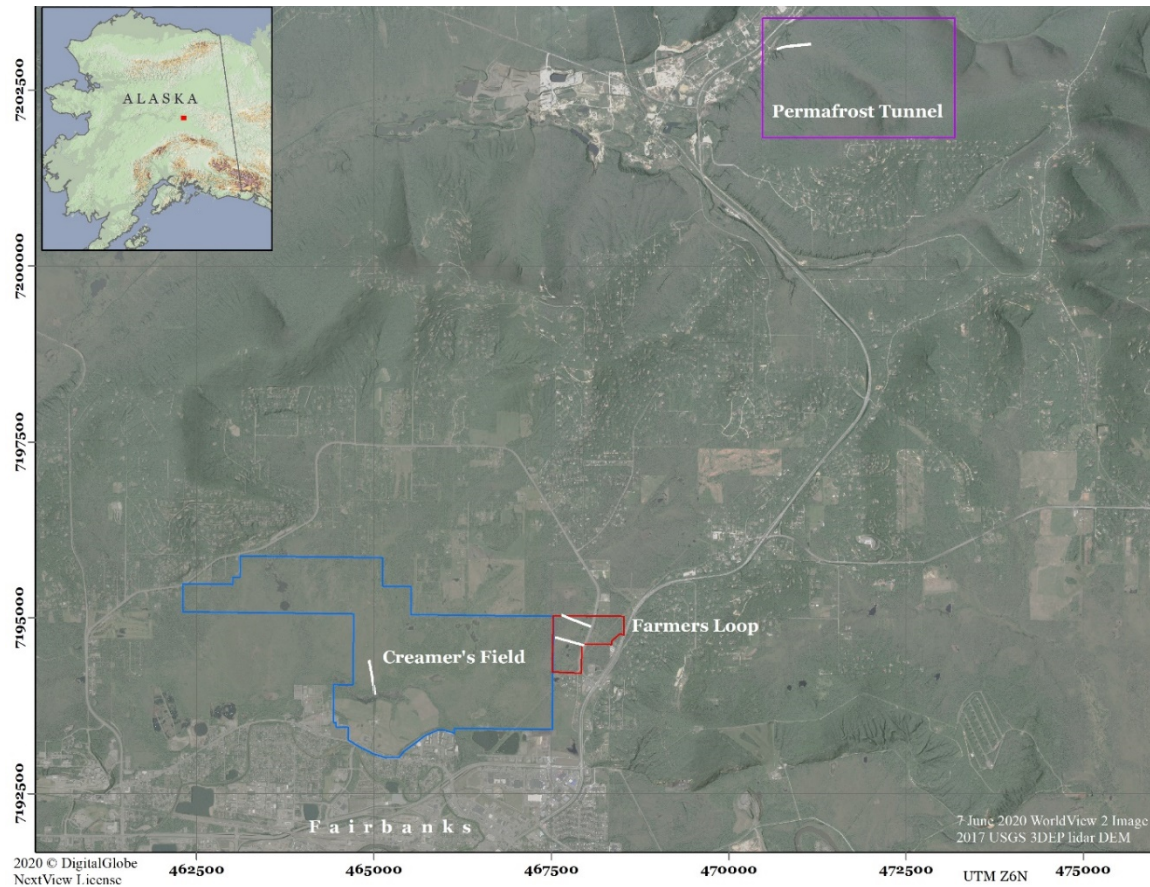 ALASKA
Permafrost Tunnel
Farmers Loop
Creamer's Field
Fairbanks
7202500
7200000
7197500
7195000
7192500
7 June 2020 WorldView 2 Image
2017 USGS 3DEP lidar DEM
2020 © DigitalGlobe
NextView License
462500
465000
467500
470000
472500
475000
UTM Z6N